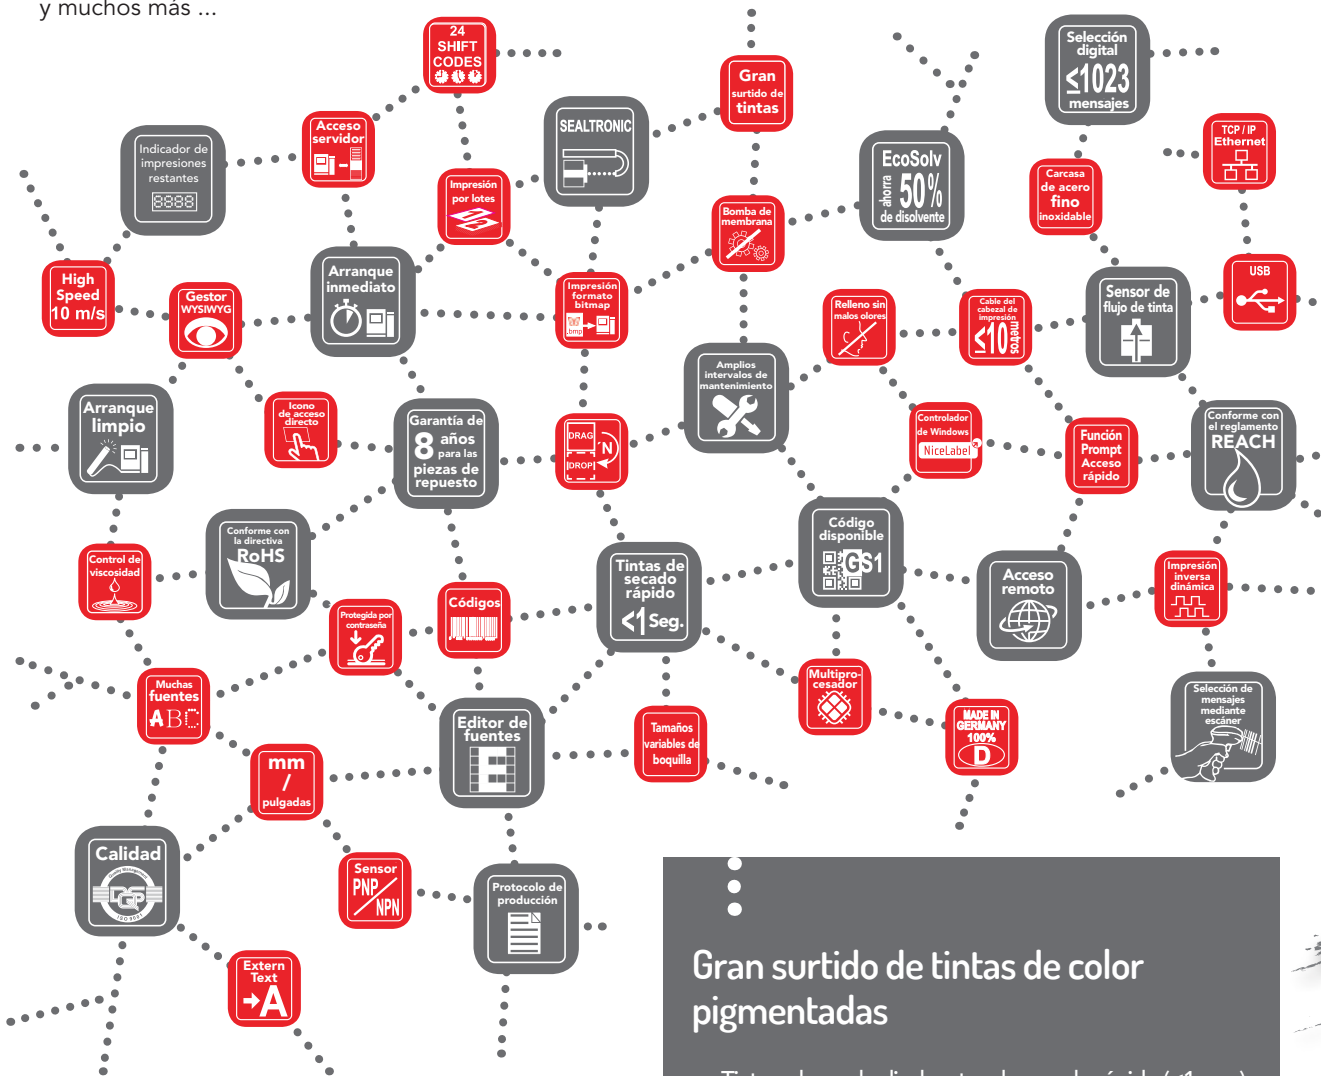 y muchos más ...
24
SHIFT
CODES
Gran
surtido de
tintas
Selección
digital
≤1023
mensajes
Acceso
servidor
SEALTRONIC
TCP / IP
Ethernet
Indicador de
impresiones
restantes
8888
Impresión
por lotes
EcoSolv
ahorra
50%
de disolvente
Carcasa
de acero
fino
inoxidable
Bomba de
membrana
High
Speed
10 m/s
Gestor
WYSIWYG
Arranque
inmediato
Impresión
formato
bitmap
.bmp
Relleno sin
malos olores
Cable del
cabezal de
impresión
≤10
metros
Sensor de
flujo de tinta
USB
Arranque
limpio
Icono
de acceso
directo
Garantía de
8 años
para las
piezas de
repuesto
DRAG
'N
DROP
Amplios
intervalos de
mantenimiento
Controlador
de Windows
NiceLabel
Función
Prompt
Acceso
rápido
Conforme con
el reglamento
REACH
Control de
viscosidad
Conforme con
la directiva
RoHS
Protegida por
contraseña
Códigos
Tintas de
secado
rápido
<1 Seg.
Código
disponible
GS1
Acceso
remoto
Impresión
inversa
dinámica
Muchas
fuentes
ABC
Editor de
fuentes
E
Tamaños
variables de
boquilla
Multipro-
cesador
MADE IN
GERMANY
100%
D
Selección de
mensajes
mediante
escáner
mm
/
pulgadas
Calidad
Quality Management
DQS
ISO 9001
Sensor
PNP
/NPN
Protocolo de
producción
Extern
Text
A
Gran surtido de tintas de color
pigmentadas